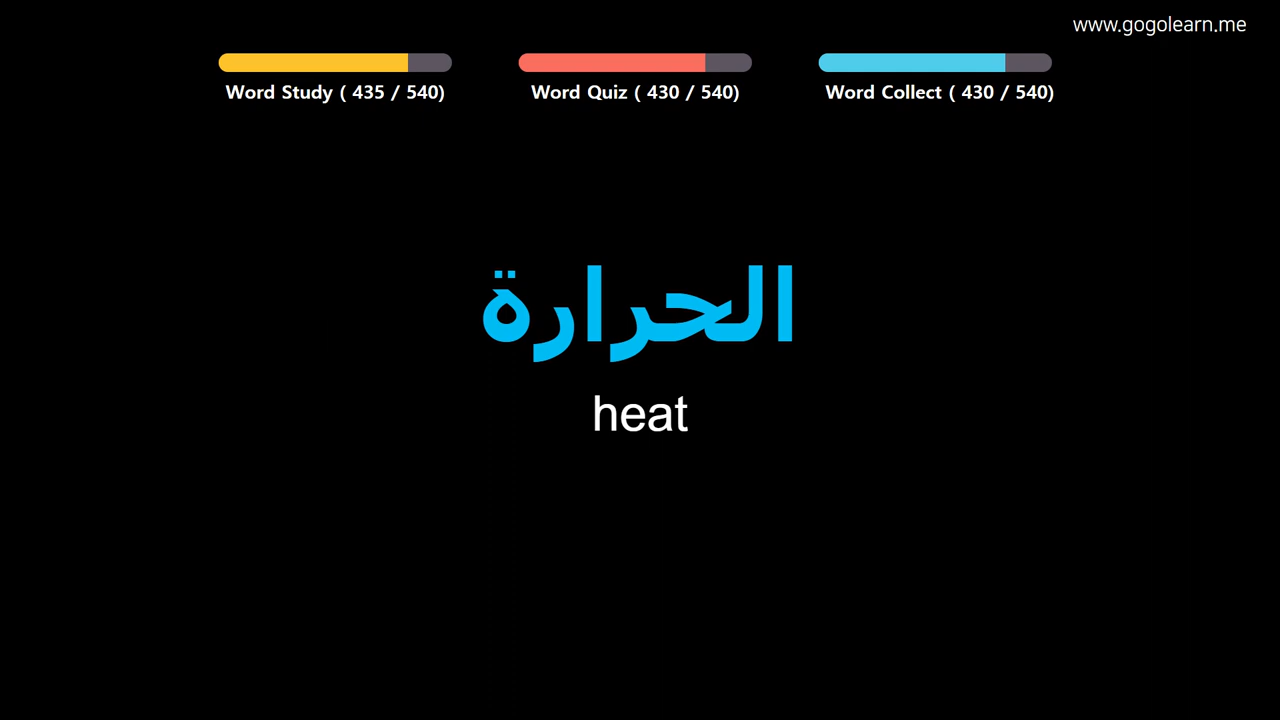 www.gogolearn.me
Word Study ( 435 / 540)
Word Quiz ( 430 / 540)
Word Collect ( 430 / 540)
الحرارة
heat